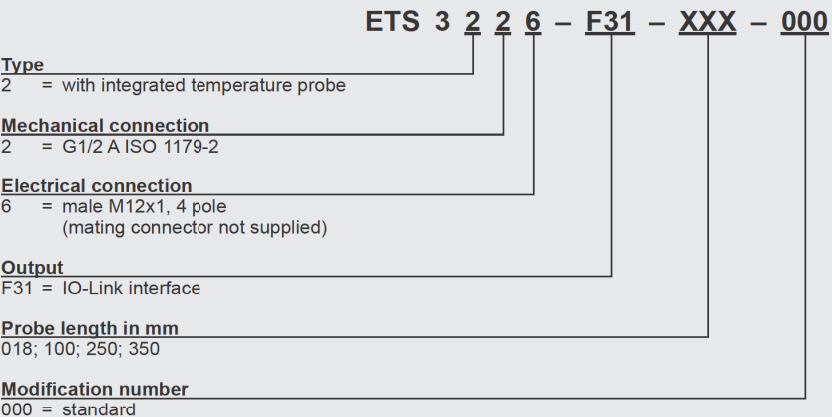 ETS 3 2 2 6 – F31 – XXX – 000
Type
2 = with integrated temperature probe
Mechanical connection
2 = G1/2 A ISO 1179-2
Electrical connection
6 = male M12x1, 4 pole
(mating connector not supplied)
Output
F31 = IO-Link interface
Probe length in mm
018; 100; 250; 350
Modification number
000 = standard